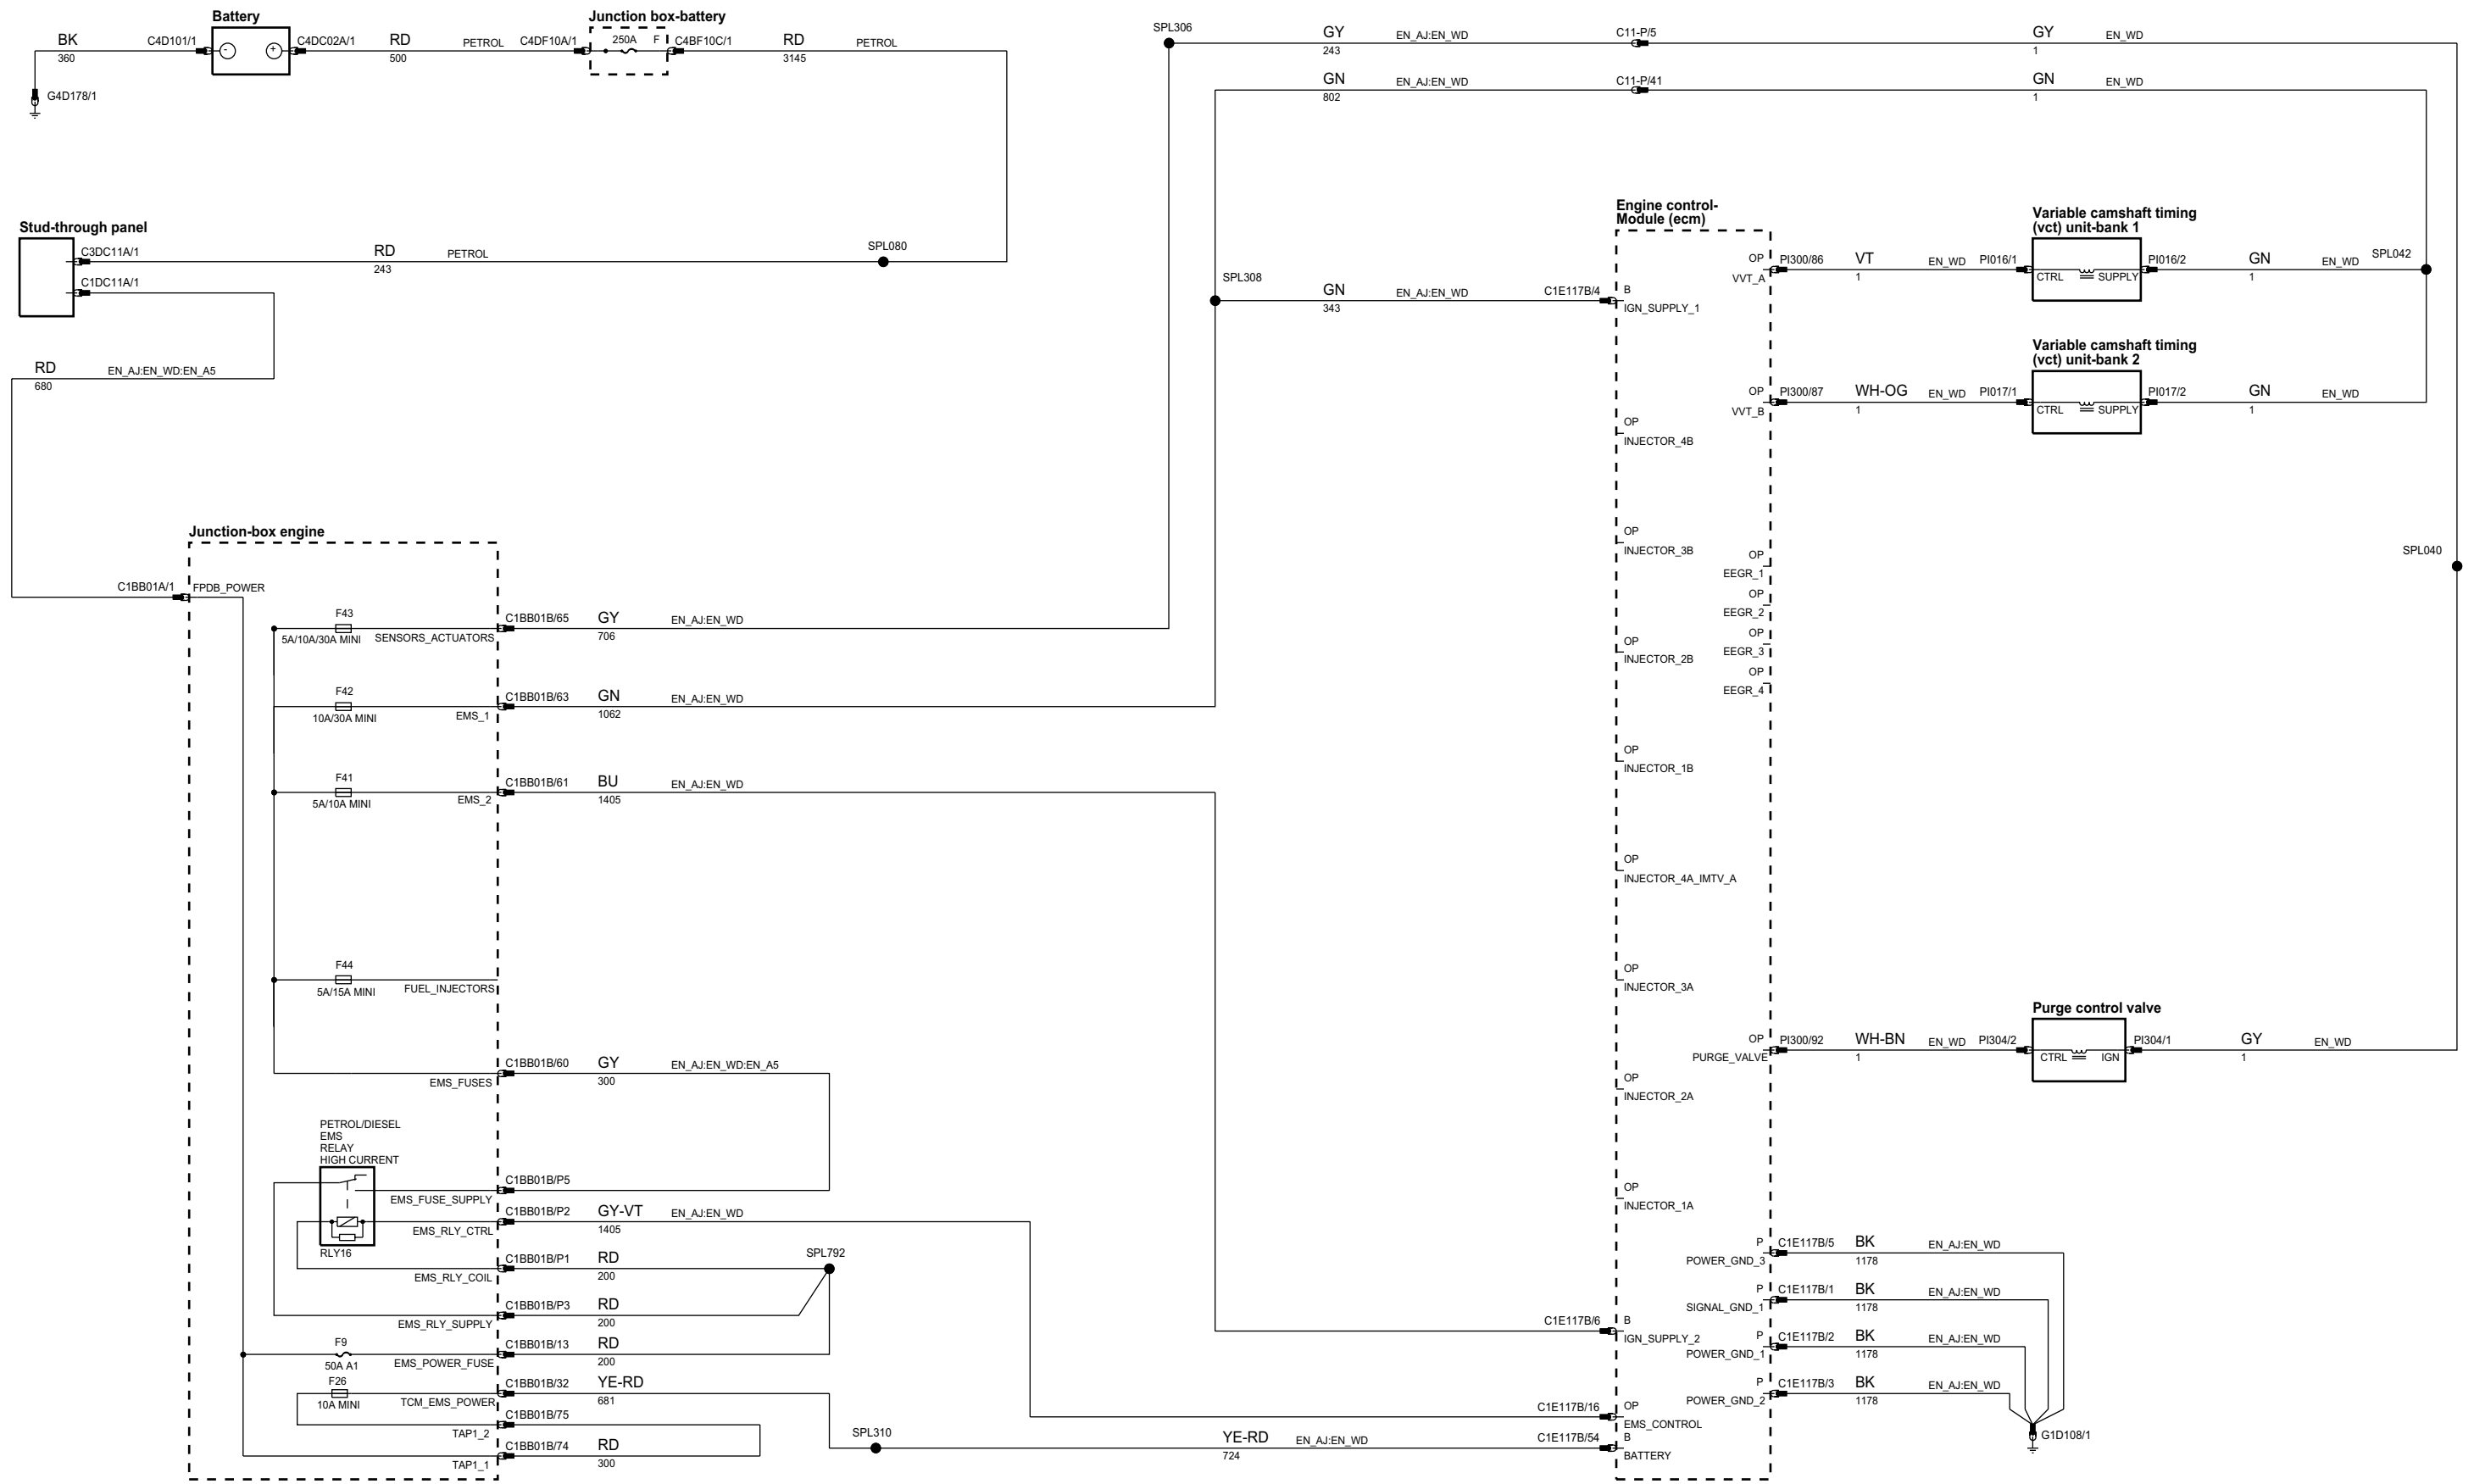 Battery
Junction box-battery
BK
360
C4D101/1
-
+
C4DC02A/1
RD
500
PETROL
C4DF10A/1
250A
F
C4BF10C/1
RD
3145
PETROL
G4D178/1
SPL306
GY
243
EN_AJ:EN_WD
C11-P/5
GY
1
EN_WD
GN
802
EN_AJ:EN_WD
C11-P/41
GN
1
EN_WD
Stud-through panel
C3DC11A/1
RD
243
PETROL
SPL080
C1DC11A/1
RD
680
EN_AJ:EN_WD:EN_A5
SPL308
GN
343
EN_AJ:EN_WD
C1E117B/4
Engine control-
Module (ecm)
B
IGN_SUPPLY_1
OP
VVT_A
PI300/86
VT
1
EN_WD
PI016/1
Variable camshaft timing
(vct) unit-bank 1
CTRL
SUPPLY
PI016/2
GN
1
EN_WD
SPL042
OP
VVT_B
PI300/87
WH-OG
1
EN_WD
PI017/1
Variable camshaft timing
(vct) unit-bank 2
CTRL
SUPPLY
PI017/2
GN
1
EN_WD
OP
INJECTOR_4B
OP
INJECTOR_3B
OP
EEGR_1
OP
EEGR_2
OP
EEGR_3
OP
EEGR_4
OP
INJECTOR_2B
OP
INJECTOR_1B
OP
INJECTOR_4A_IMTV_A
OP
INJECTOR_3A
SPL040
Junction-box engine
C1BB01A/1
FPDB_POWER
F43
5A/10A/30A MINI
SENSORS_ACTUATORS
C1BB01B/65
GY
706
EN_AJ:EN_WD
F42
10A/30A MINI
EMS_1
C1BB01B/63
GN
1062
EN_AJ:EN_WD
F41
5A/10A MINI
EMS_2
C1BB01B/61
BU
1405
EN_AJ:EN_WD
F44
5A/15A MINI
FUEL_INJECTORS
EMS_FUSES
C1BB01B/60
GY
300
EN_AJ:EN_WD:EN_A5
OP
PURGE_VALVE
PI300/92
WH-BN
1
EN_WD
PI304/2
Purge control valve
CTRL
IGN
PI304/1
GY
1
EN_WD
OP
INJECTOR_2A
PETROL/DIESEL
EMS
RELAY
HIGH CURRENT
RLY16
EMS_FUSE_SUPPLY
C1BB01B/P5
EMS_RLY_CTRL
C1BB01B/P2
GY-VT
1405
EN_AJ:EN_WD
EMS_RLY_COIL
C1BB01B/P1
RD
200
SPL792
EMS_RLY_SUPPLY
C1BB01B/P3
RD
200
F9
50A A1
EMS_POWER_FUSE
C1BB01B/13
RD
200
F26
10A MINI
TCM_EMS_POWER
C1BB01B/32
YE-RD
681
TAP1_2
C1BB01B/75
TAP1_1
C1BB01B/74
RD
300
SPL310
YE-RD
724
EN_AJ:EN_WD
OP
INJECTOR_1A
P
POWER_GND_3
C1E117B/5
BK
1178
EN_AJ:EN_WD
P
SIGNAL_GND_1
C1E117B/1
BK
1178
EN_AJ:EN_WD
C1E117B/6
B
IGN_SUPPLY_2
P
POWER_GND_1
C1E117B/2
BK
1178
EN_AJ:EN_WD
P
POWER_GND_2
C1E117B/3
BK
1178
EN_AJ:EN_WD
C1E117B/16
OP
EMS_CONTROL
C1E117B/54
B
BATTERY
G1D108/1